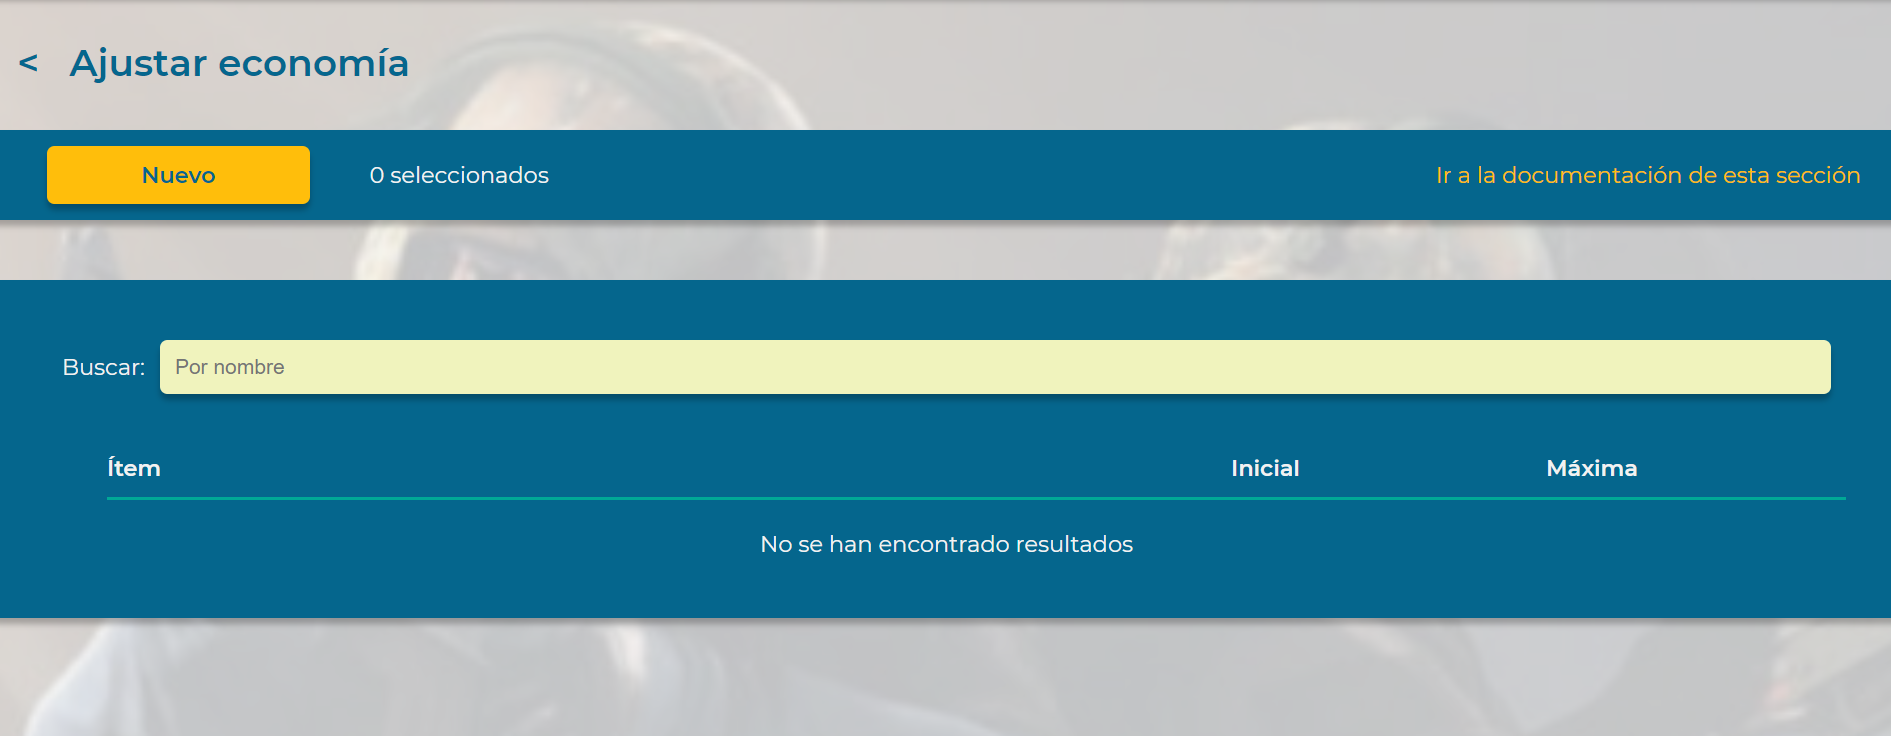 < Ajustar economía
Nuevo 0 seleccionados Ir a la documentación de esta sección
Buscar: Por nombre
Ítem Inicial Máxima
No se han encontrado resultados